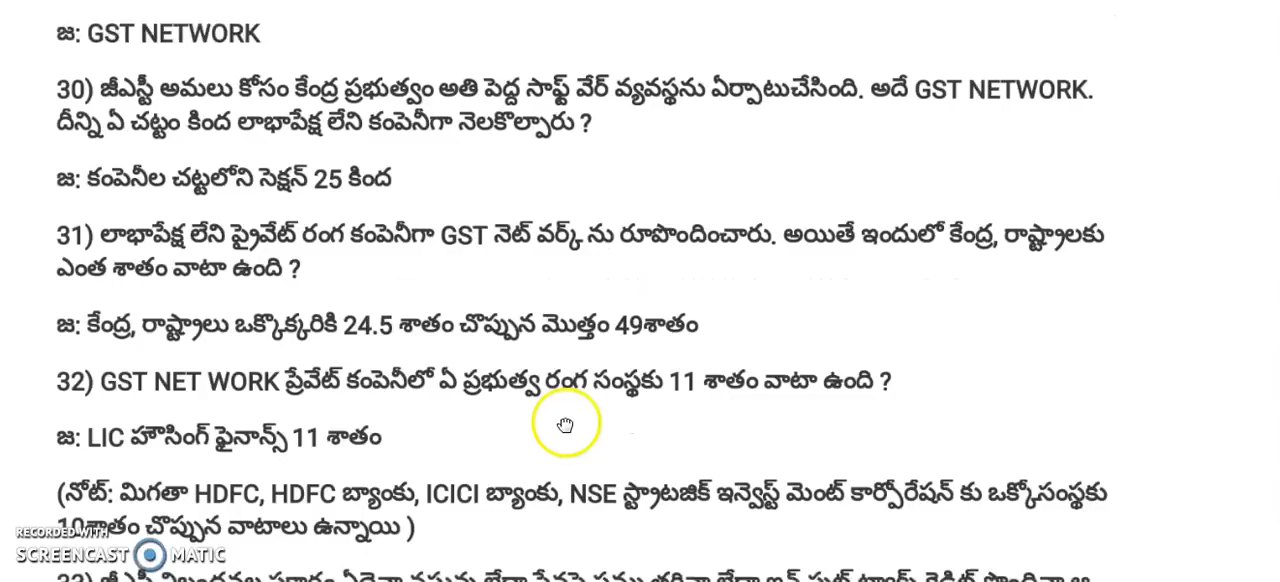 జ: GST NETWORK
30) జీఎస్టీ అమలు కోసం కేంద్ర ప్రభుత్వం అతి పెద్ద సాఫ్ట్ వేర్ వ్యవస్థను ఏర్పాటుచేసింది. అదే GST NETWORK.
దీన్ని ఏ చట్టం కింద లాభాపేక్ష లేని కంపెనీగా నెలకొల్పారు ?
జ: కంపెనీల చట్టంలోని సెక్షన్ 25 కింద
31) లాభాపేక్ష లేని ప్రైవేట్ రంగ కంపెనీగా GST నెట్ వర్క్ ను రూపొందించారు. అయితే ఇందులో కేంద్ర, రాష్ట్రాలకు
ఎంత శాతం వాటా ఉంది ?
జ: కేంద్ర, రాష్ట్రాలు ఒక్కొక్కరికి 24.5 శాతం చొప్పున మొత్తం 49శాతం
32) GST NET WORK ప్రేవేట్ కంపెనీలో ఏ ప్రభుత్వ రంగ సంస్థకు 11 శాతం వాటా ఉంది ?
జ: LIC హౌసింగ్ ఫైనాన్స్ 11 శాతం
(నోట్: మిగతా HDFC, HDFC బ్యాంకు, ICICI బ్యాంకు, NSE స్ట్రాటజిక్ ఇన్వెస్ట్ మెంట్ కార్పోరేషన్ కు ఒక్కోసంస్థకు
10శాతం చొప్పున వాటాలు ఉన్నాయి )
RECORDED WITH
SCREENCAST MATIC